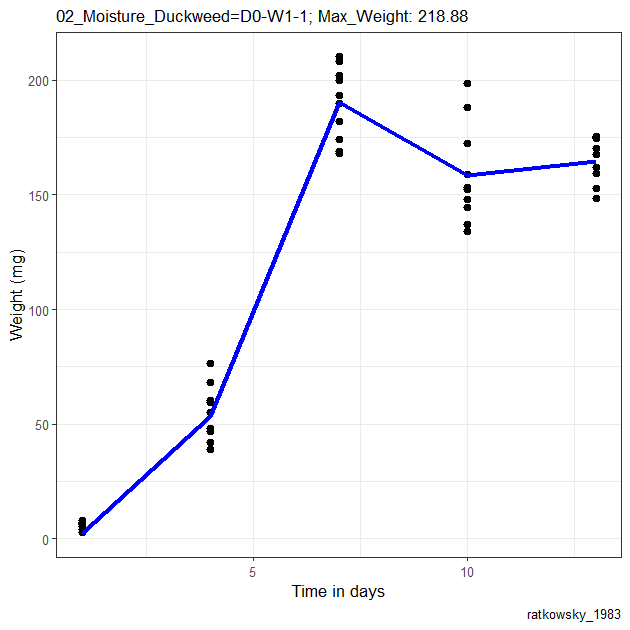 02_Moisture_Duckweed=D0-W1-1; Max_Weight: 218.88
200
150
100
50
0
Weight (mg)
5 10
Time in days
ratkowsky_1983